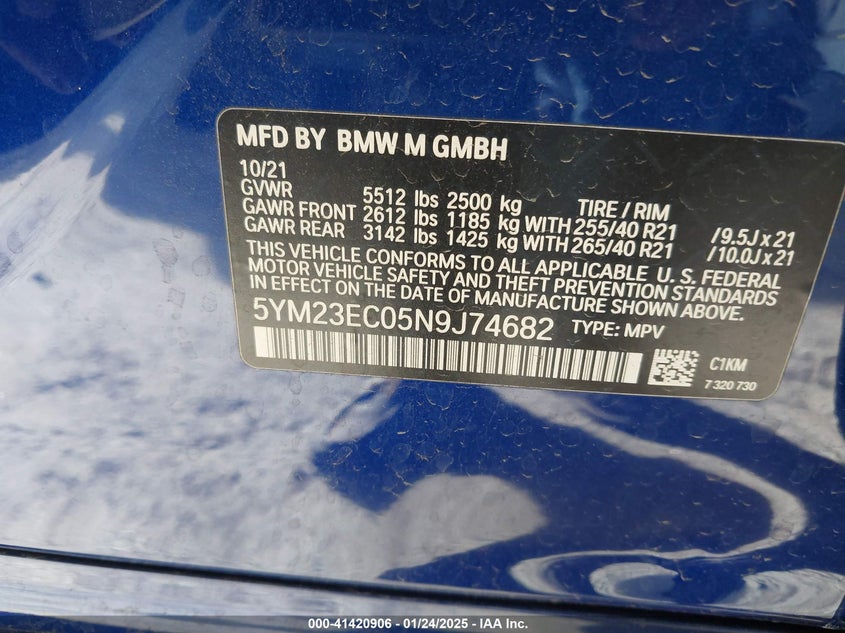 MFD BY BMW M GMBH
10/21
GVWR 5512 lbs 2500 kg TIRE / RIM
GAWR FRONT 2612 lbs 1185 kg WITH 255/40 R21 /9.5J x 21
GAWR REAR 3142 lbs 1425 kg WITH 265/40 R21 /10.0J x 21
THIS VEHICLE CONFORMS TO ALL APPLICABLE U. S. FEDERAL
MOTOR VEHICLE SAFETY AND THEFT PREVENTION STANDARDS
IN EFFECT ON THE DATE OF MANUFACTURE SHOWN ABOVE.
5YM23EC05N9J74682 TYPE: MPV
C1KM
7 320 730
000-41420906 - 01/24/2025 - IAA Inc.